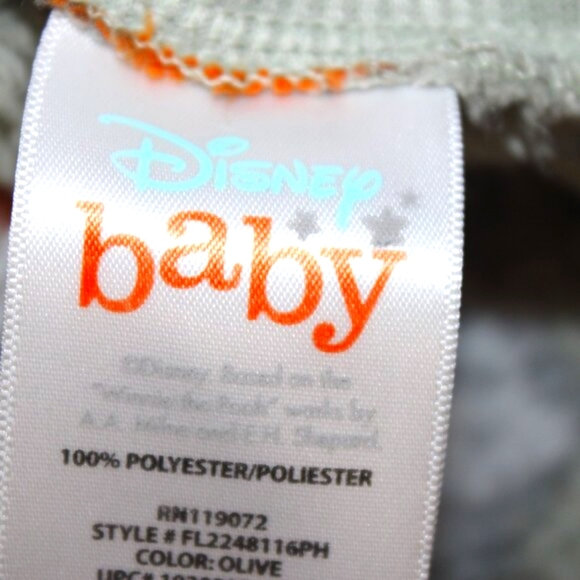 Disney
baby
©Disney. Based on the
"Winnie the Pooh" works by
A.A. Milne and E.H. Shepard.
100% POLYESTER/POLIESTER
RN119072
STYLE # FL2248116PH
COLOR: OLIVE
UPC#